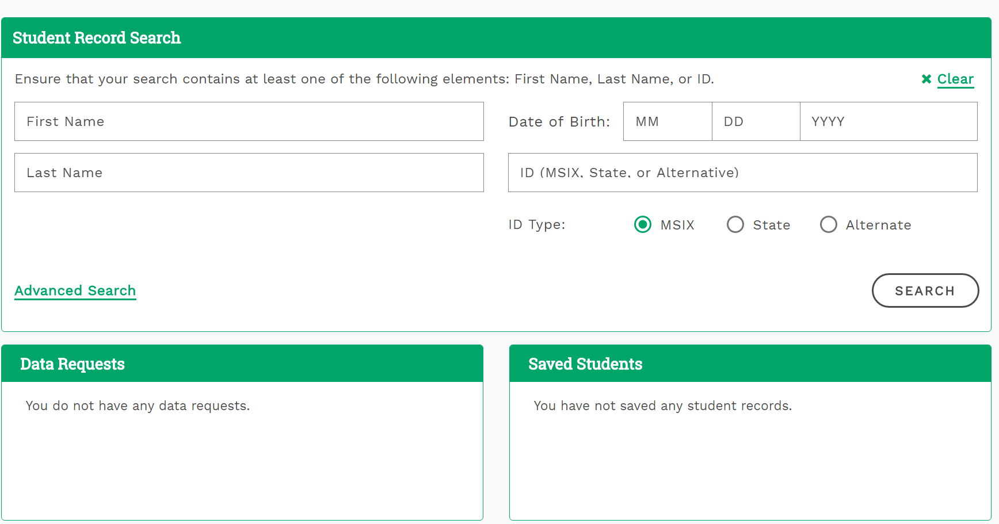 Student Record Search
Ensure that your search contains at least one of the following elements: First Name, Last Name, or ID.
✖ Clear
First Name
Date of Birth:
MM
DD
YYYY
Last Name
ID (MSIX, State, or Alternative)
ID Type:
MSIX
State
Alternate
Advanced Search
SEARCH
Data Requests
You do not have any data requests.
Saved Students
You have not saved any student records.